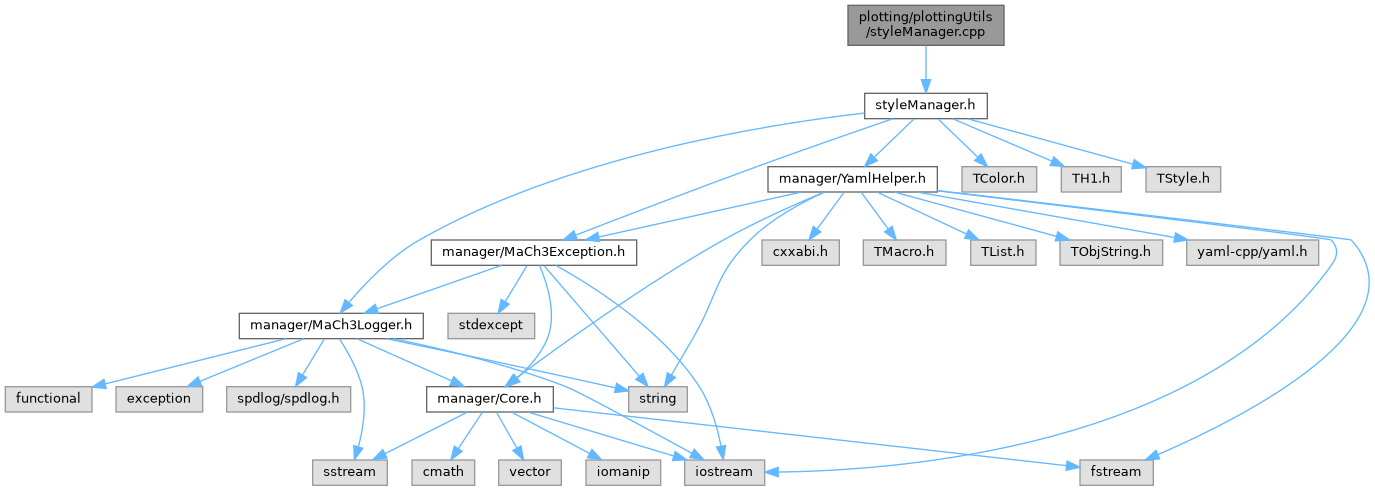 plotting/plottingUtils
/styleManager.cpp
styleManager.h
manager/YamlHelper.h
TColor.h
TH1.h
TStyle.h
manager/MaCh3Exception.h
cxxabi.h
TMacro.h
TList.h
TObjString.h
yaml-cpp/yaml.h
manager/MaCh3Logger.h
stdexcept
functional
exception
spdlog/spdlog.h
manager/Core.h
string
sstream
cmath
vector
iomanip
iostream
fstream